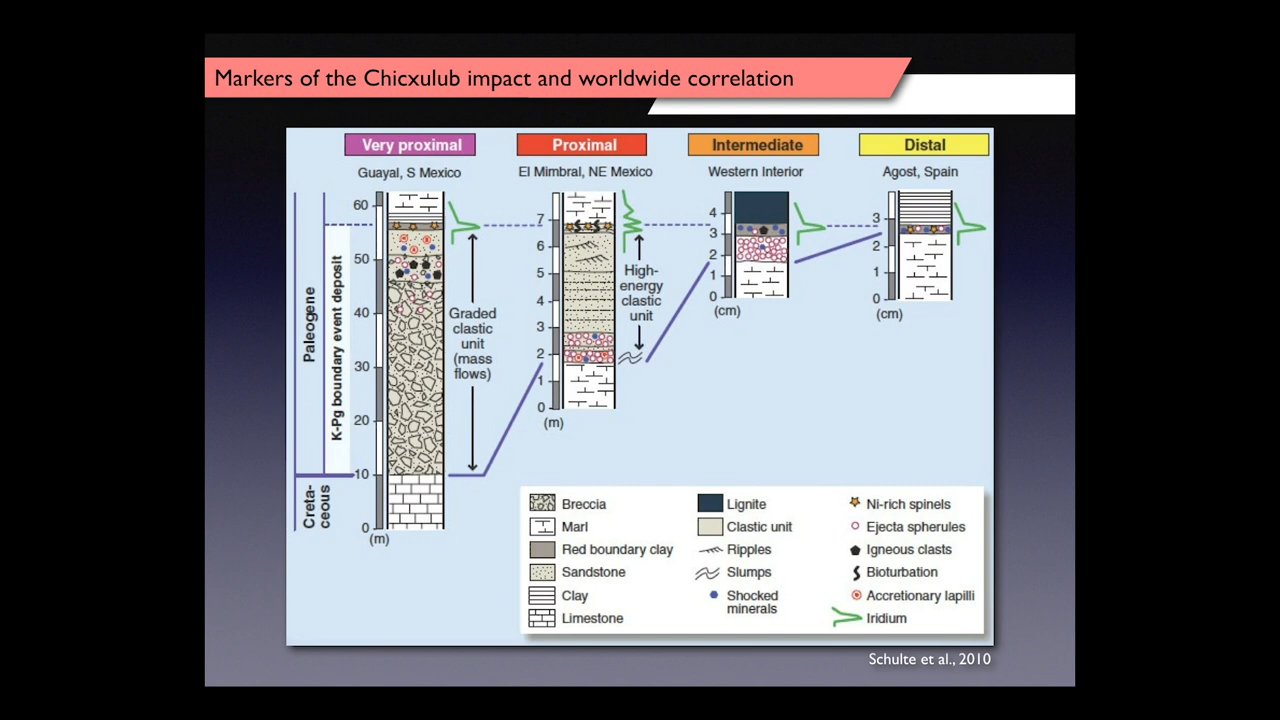 Markers of the Chicxulub impact and worldwide correlation
Very proximal
Proximal
Intermediate
Distal
Guayal, S Mexico
El Mimbral, NE Mexico
Western Interior
Agost, Spain
Paleogene
Creta-
ceous
K-Pg boundary event deposit
60
50
40
30
20
10
0
(m)
Graded
clastic
unit
(mass
flows)
7
6
5
4
3
2
1
0
(m)
High-
energy
clastic
unit
4
3
2
1
0
(cm)
3
2
1
0
(cm)
Breccia
Marl
Red boundary clay
Sandstone
Clay
Limestone
Lignite
Clastic unit
Ripples
Slumps
Shocked
minerals
Ni-rich spinels
Ejecta spherules
Igneous clasts
Bioturbation
Accretionary lapilli
Iridium
Schulte et al., 2010